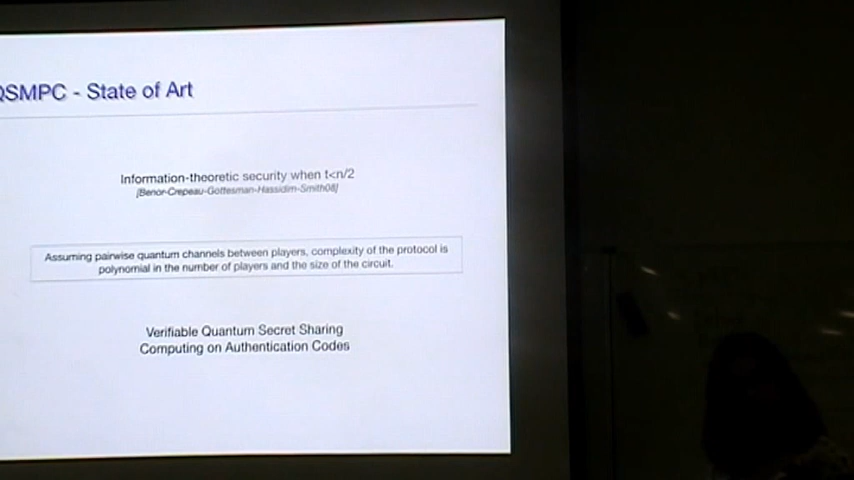 QSMPC - State of Art
Information-theoretic security when t<n/2
[Benor-Crepeau-Gottesman-Hassidim-Smith08]
Assuming pairwise quantum channels between players, complexity of the protocol is
polynomial in the number of players and the size of the circuit.
Verifiable Quantum Secret Sharing
Computing on Authentication Codes